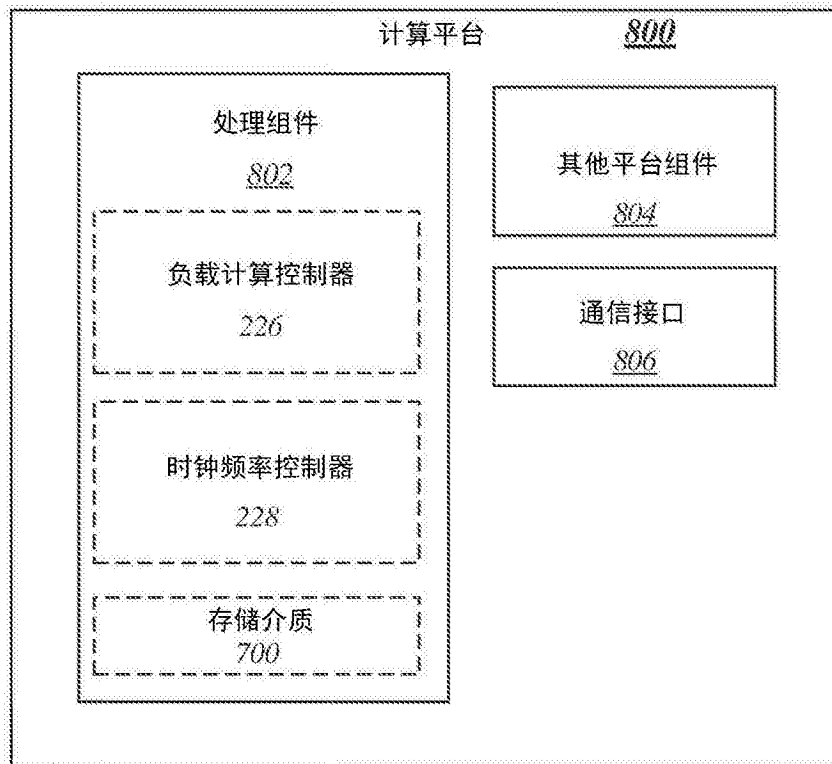 计算平台 800
处理组件
802
负载计算控制器
226
时钟频率控制器
228
存储介质
700
其他平台组件
804
通信接口
806